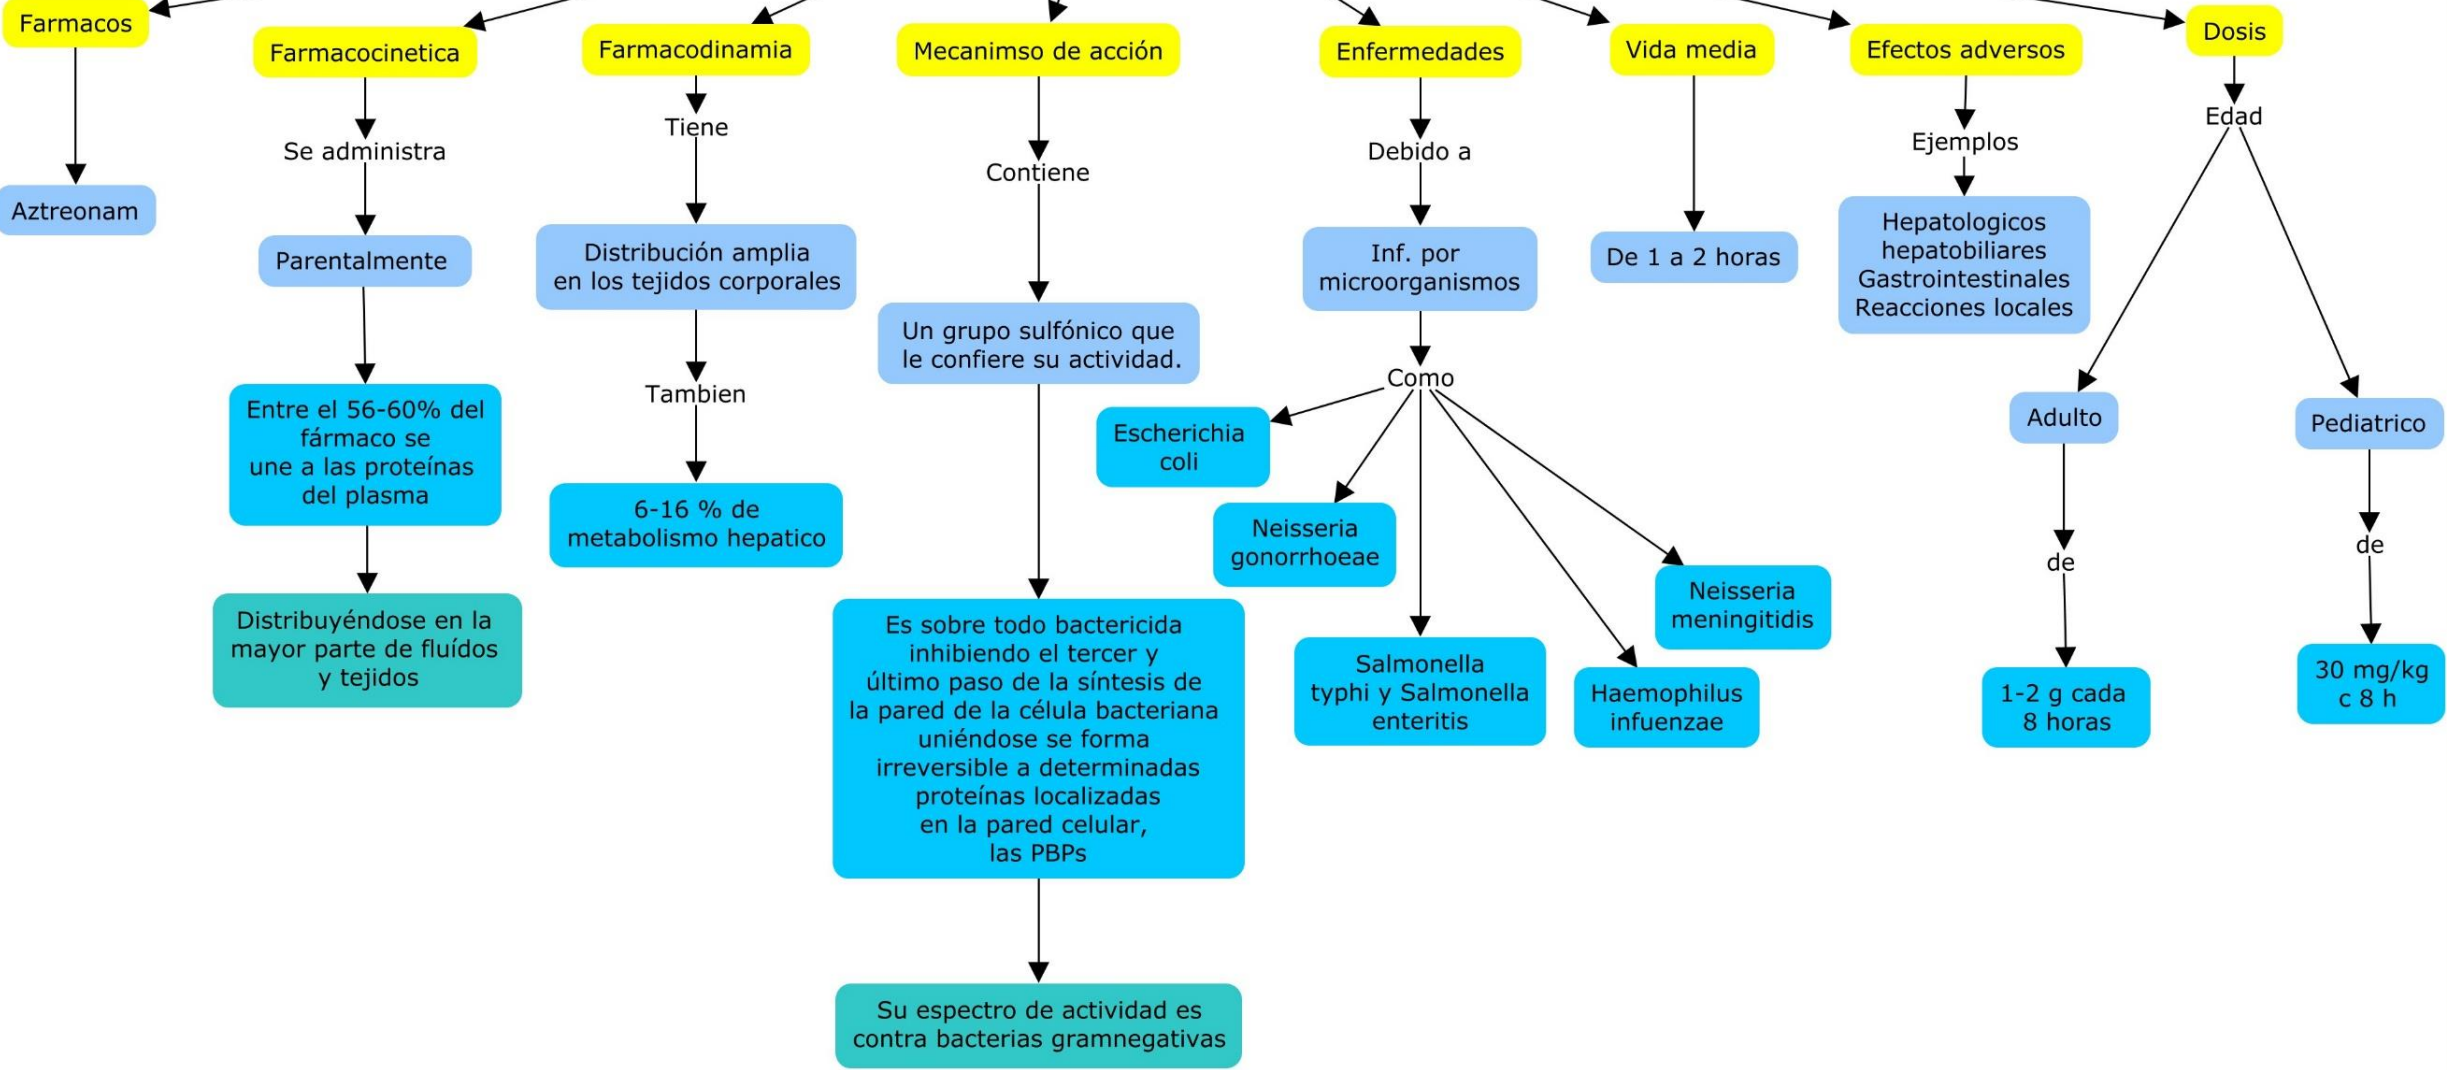 Farmacos
Aztreonam
Farmacocinetica
Se administra
Parentalmente
Entre el 56-60% del
fármaco se
une a las proteínas
del plasma
Distribuyéndose en la
mayor parte de fluídos
y tejidos
Farmacodinamia
Tiene
Distribución amplia
en los tejidos corporales
Tambien
6-16 % de
metabolismo hepatico
Mecanimso de acción
Contiene
Un grupo sulfónico que
le confiere su actividad.
Es sobre todo bactericida
inhibiendo el tercer y
último paso de la síntesis de
la pared de la célula bacteriana
uniéndose se forma
irreversible a determinadas
proteínas localizadas
en la pared celular,
las PBPs
Su espectro de actividad es
contra bacterias gramnegativas
Enfermedades
Debido a
Inf. por
microorganismos
Como
Escherichia
coli
Neisseria
gonorrhoeae
Salmonella
typhi y Salmonella
enteritis
Haemophilus
infuenzae
Neisseria
meningitidis
Vida media
De 1 a 2 horas
Efectos adversos
Ejemplos
Hepatologicos
hepatobiliares
Gastrointestinales
Reacciones locales
Dosis
Edad
Adulto
de
1-2 g cada
8 horas
Pediatrico
de
30 mg/kg
c 8 h